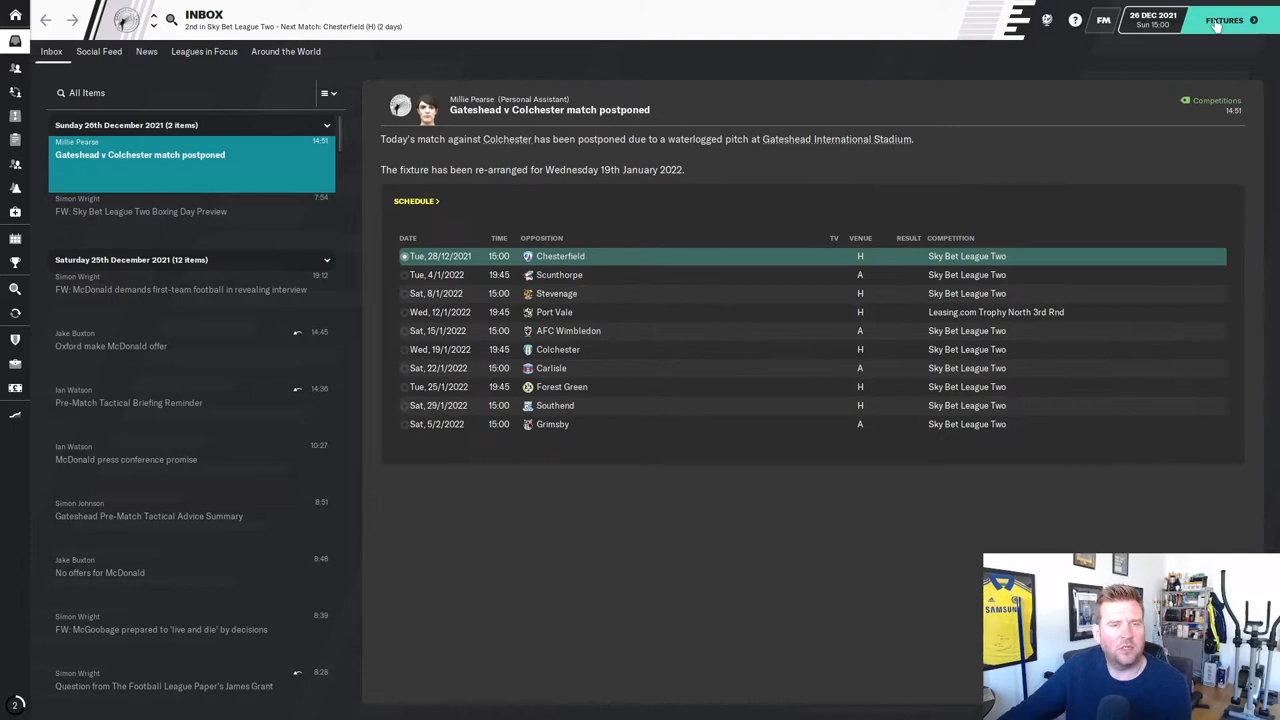 INBOX
2nd in Sky Bet League Two - Next Match: Chesterfield (H) (2 days)
?
FM
26 DEC 2021
Sun 15:00
FIXTURES
Inbox
Social Feed
News
Leagues in Focus
Around the World
All Items
Sunday 26th December 2021 (2 items)
Millie Pearse
14:51
Gateshead v Colchester match postponed
Simon Wright
7:54
FW: Sky Bet League Two Boxing Day Preview
Saturday 25th December 2021 (12 items)
Simon Wright
19:12
FW: McDonald demands first-team football in revealing interview
Jake Buxton
14:45
Oxford make McDonald offer
Ian Watson
14:36
Pre-Match Tactical Briefing Reminder
Ian Watson
10:27
McDonald press conference promise
Simon Johnson
8:51
Gateshead Pre-Match Tactical Advice Summary
Jake Buxton
8:48
No offers for McDonald
Simon Wright
8:39
FW: McGoobage prepared to 'live and die' by decisions
Simon Wright
8:28
Question from The Football League Paper's James Grant
2
Millie Pearse (Personal Assistant)
Gateshead v Colchester match postponed
Competitions
14:51
Today's match against Colchester has been postponed due to a waterlogged pitch at Gateshead International Stadium.
The fixture has been re-arranged for Wednesday 19th January 2022.
SCHEDULE >
DATE TIME OPPOSITION TV VENUE RESULT COMPETITION
Tue, 28/12/2021 15:00 Chesterfield H Sky Bet League Two
Tue, 4/1/2022 19:45 Scunthorpe A Sky Bet League Two
Sat, 8/1/2022 15:00 Stevenage H Sky Bet League Two
Wed, 12/1/2022 19:45 Port Vale H Leasing.com Trophy North 3rd Rnd
Sat, 15/1/2022 15:00 AFC Wimbledon A Sky Bet League Two
Wed, 19/1/2022 19:45 Colchester H Sky Bet League Two
Sat, 22/1/2022 15:00 Carlisle A Sky Bet League Two
Tue, 25/1/2022 19:45 Forest Green H Sky Bet League Two
Sat, 29/1/2022 15:00 Southend H Sky Bet League Two
Sat, 5/2/2022 15:00 Grimsby A Sky Bet League Two
SAMSUNG